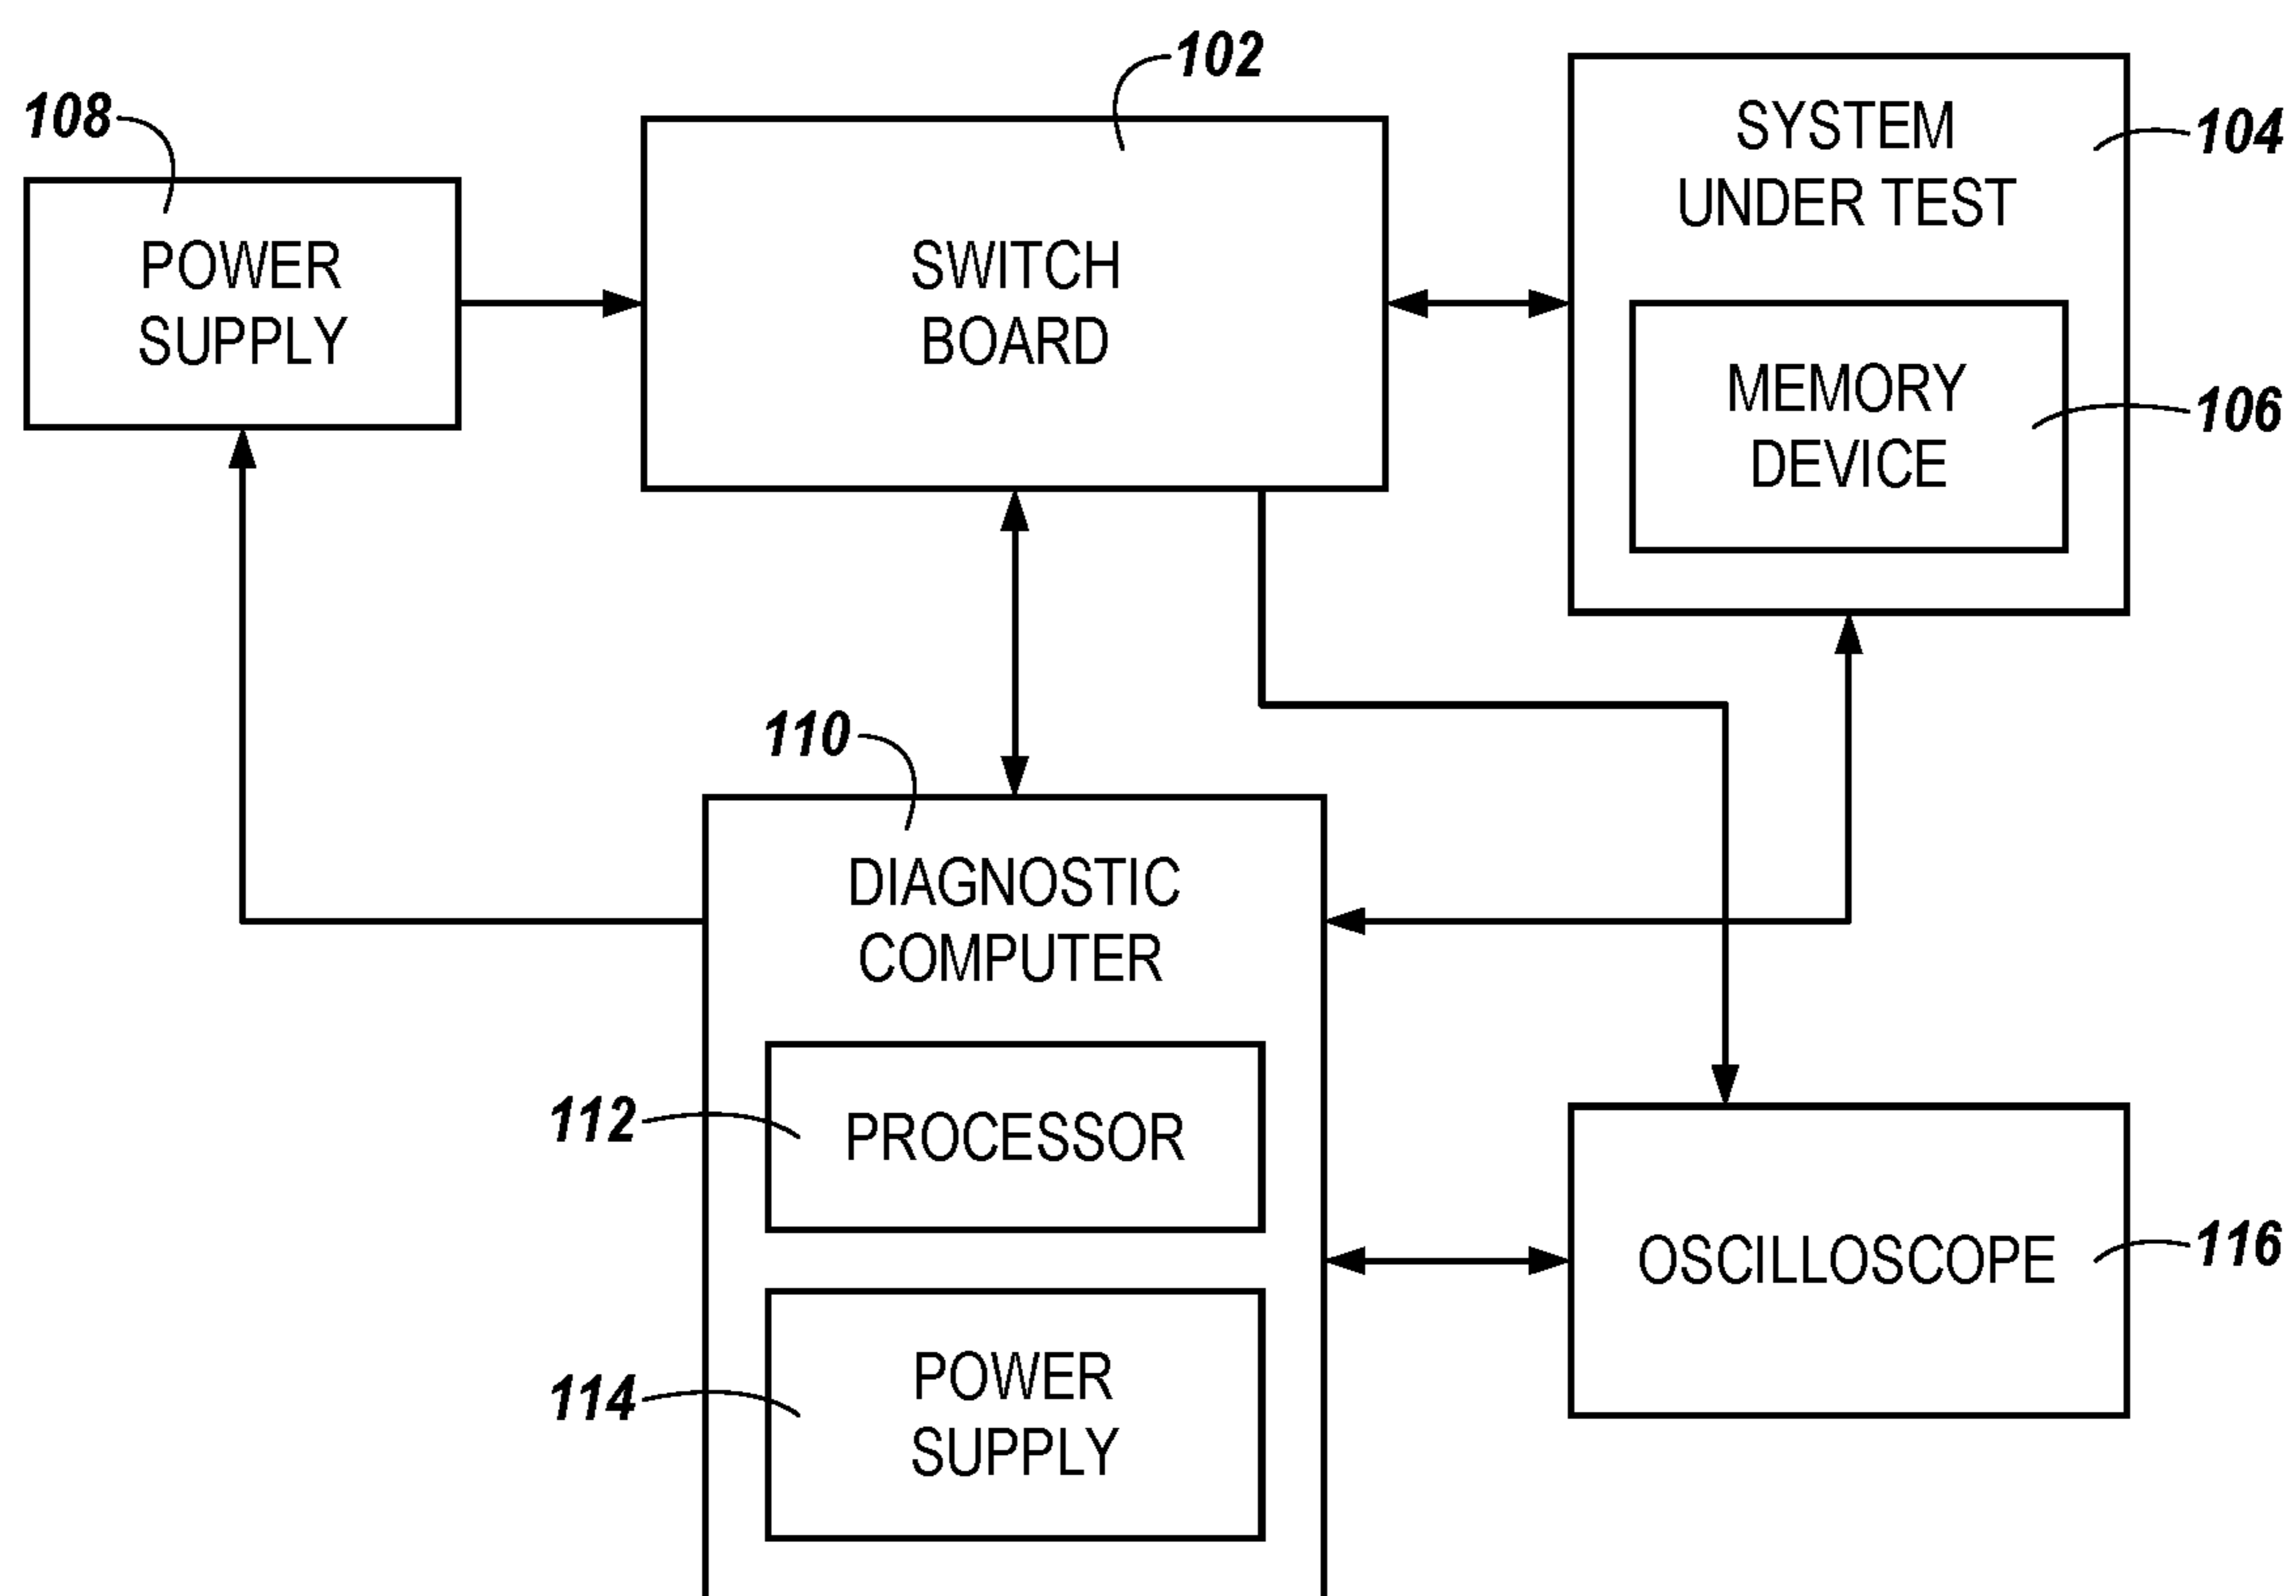 102
108
POWER
SUPPLY
SWITCH
BOARD
SYSTEM
UNDER TEST
104
MEMORY
DEVICE
106
110
DIAGNOSTIC
COMPUTER
112
PROCESSOR
114
POWER
SUPPLY
OSCILLOSCOPE
116